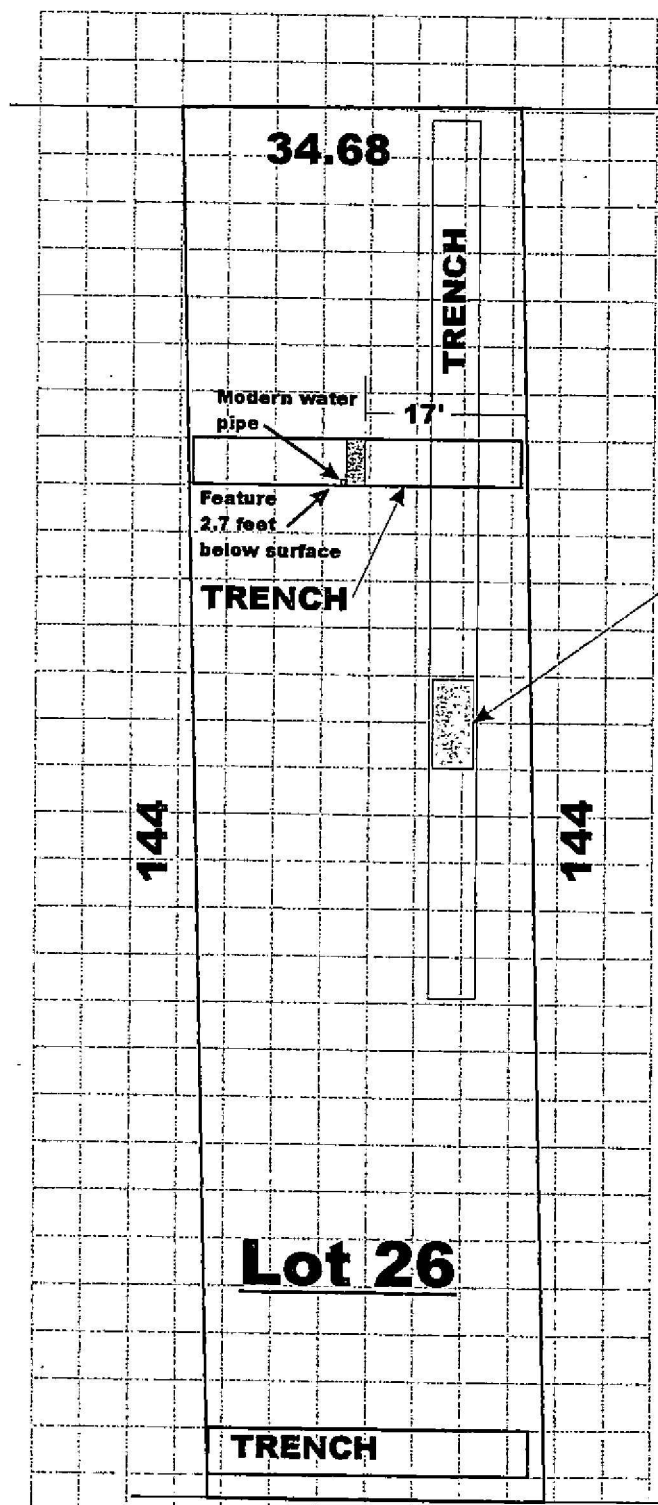 34.68
TRENCH
Modern water
pipe
17'
Feature
2.7 feet
below surface
TRENCH
144
144
Lot 26
TRENCH